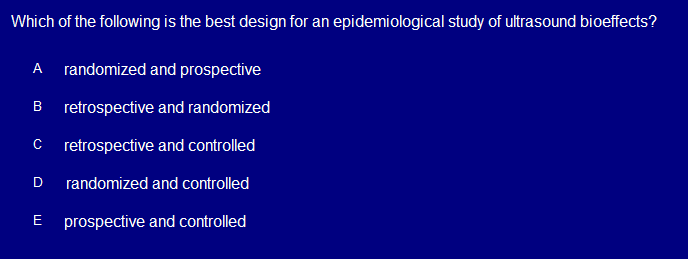 Which of the following is the best design for an epidemiological study of ultrasound bioeffects?
A randomized and prospective
B retrospective and randomized
C retrospective and controlled
D randomized and controlled
E prospective and controlled